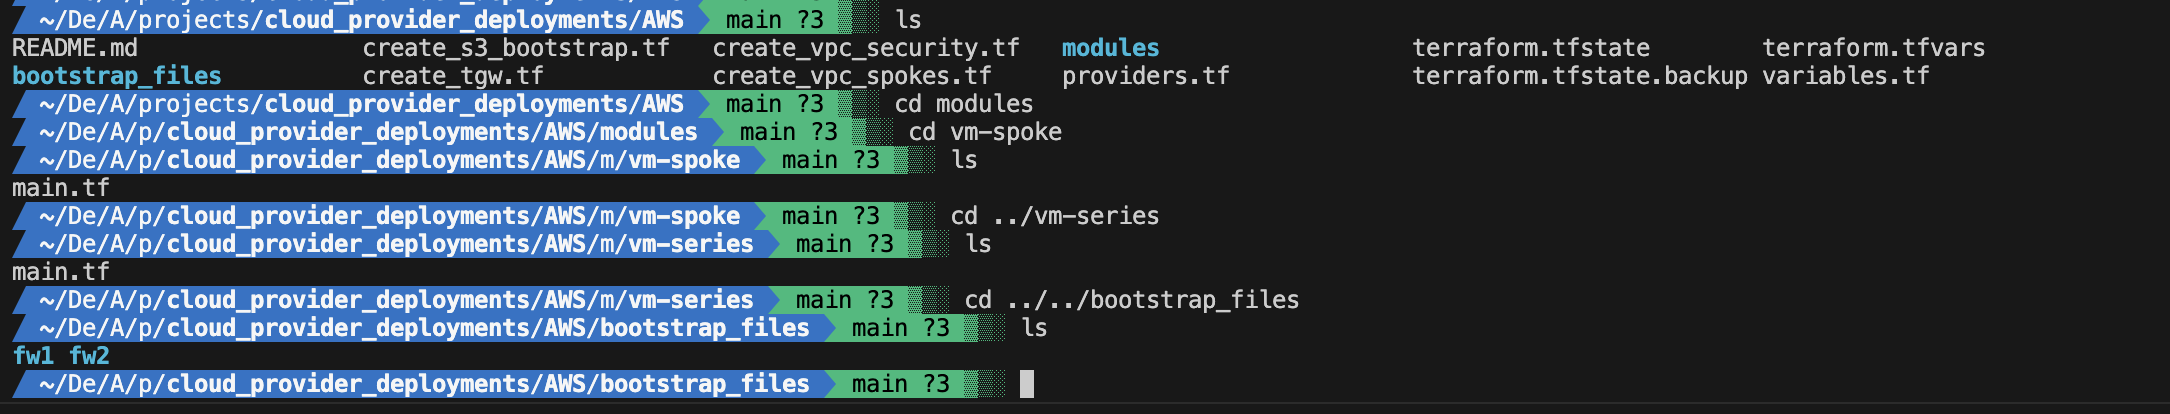 ~/De/A/projects/cloud_provider_deployments/AWS main ?3 ls
README.md create_s3_bootstrap.tf create_vpc_security.tf modules terraform.tfstate terraform.tfvars
bootstrap_files create_tgw.tf create_vpc_spokes.tf providers.tf terraform.tfstate.backup variables.tf
~/De/A/projects/cloud_provider_deployments/AWS main ?3 cd modules
~/De/A/p/cloud_provider_deployments/AWS/modules main ?3 cd vm-spoke
~/De/A/p/cloud_provider_deployments/AWS/m/vm-spoke main ?3 ls
main.tf
~/De/A/p/cloud_provider_deployments/AWS/m/vm-spoke main ?3 cd ../vm-series
~/De/A/p/cloud_provider_deployments/AWS/m/vm-series main ?3 ls
main.tf
~/De/A/p/cloud_provider_deployments/AWS/m/vm-series main ?3 cd ../../bootstrap_files
~/De/A/p/cloud_provider_deployments/AWS/bootstrap_files main ?3 ls
fw1 fw2
~/De/A/p/cloud_provider_deployments/AWS/bootstrap_files main ?3